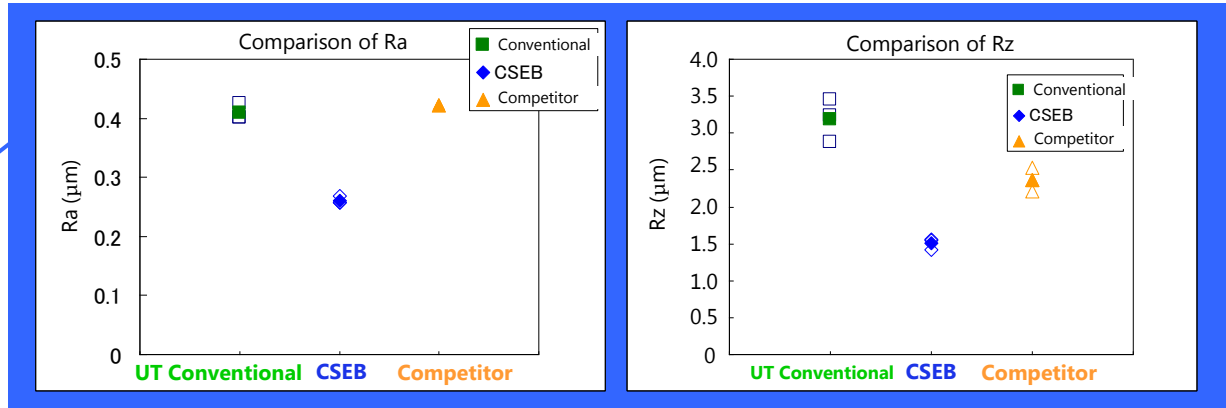 Comparison of Ra
Conventional
CSEB
Competitor
0.5
0.4
0.3
0.2
0.1
0
Ra (μm)
UT Conventional CSEB Competitor
Comparison of Rz
Conventional
CSEB
Competitor
4.0
3.5
3.0
2.5
2.0
1.5
1.0
0.5
0
Rz (μm)
UT Conventional CSEB Competitor